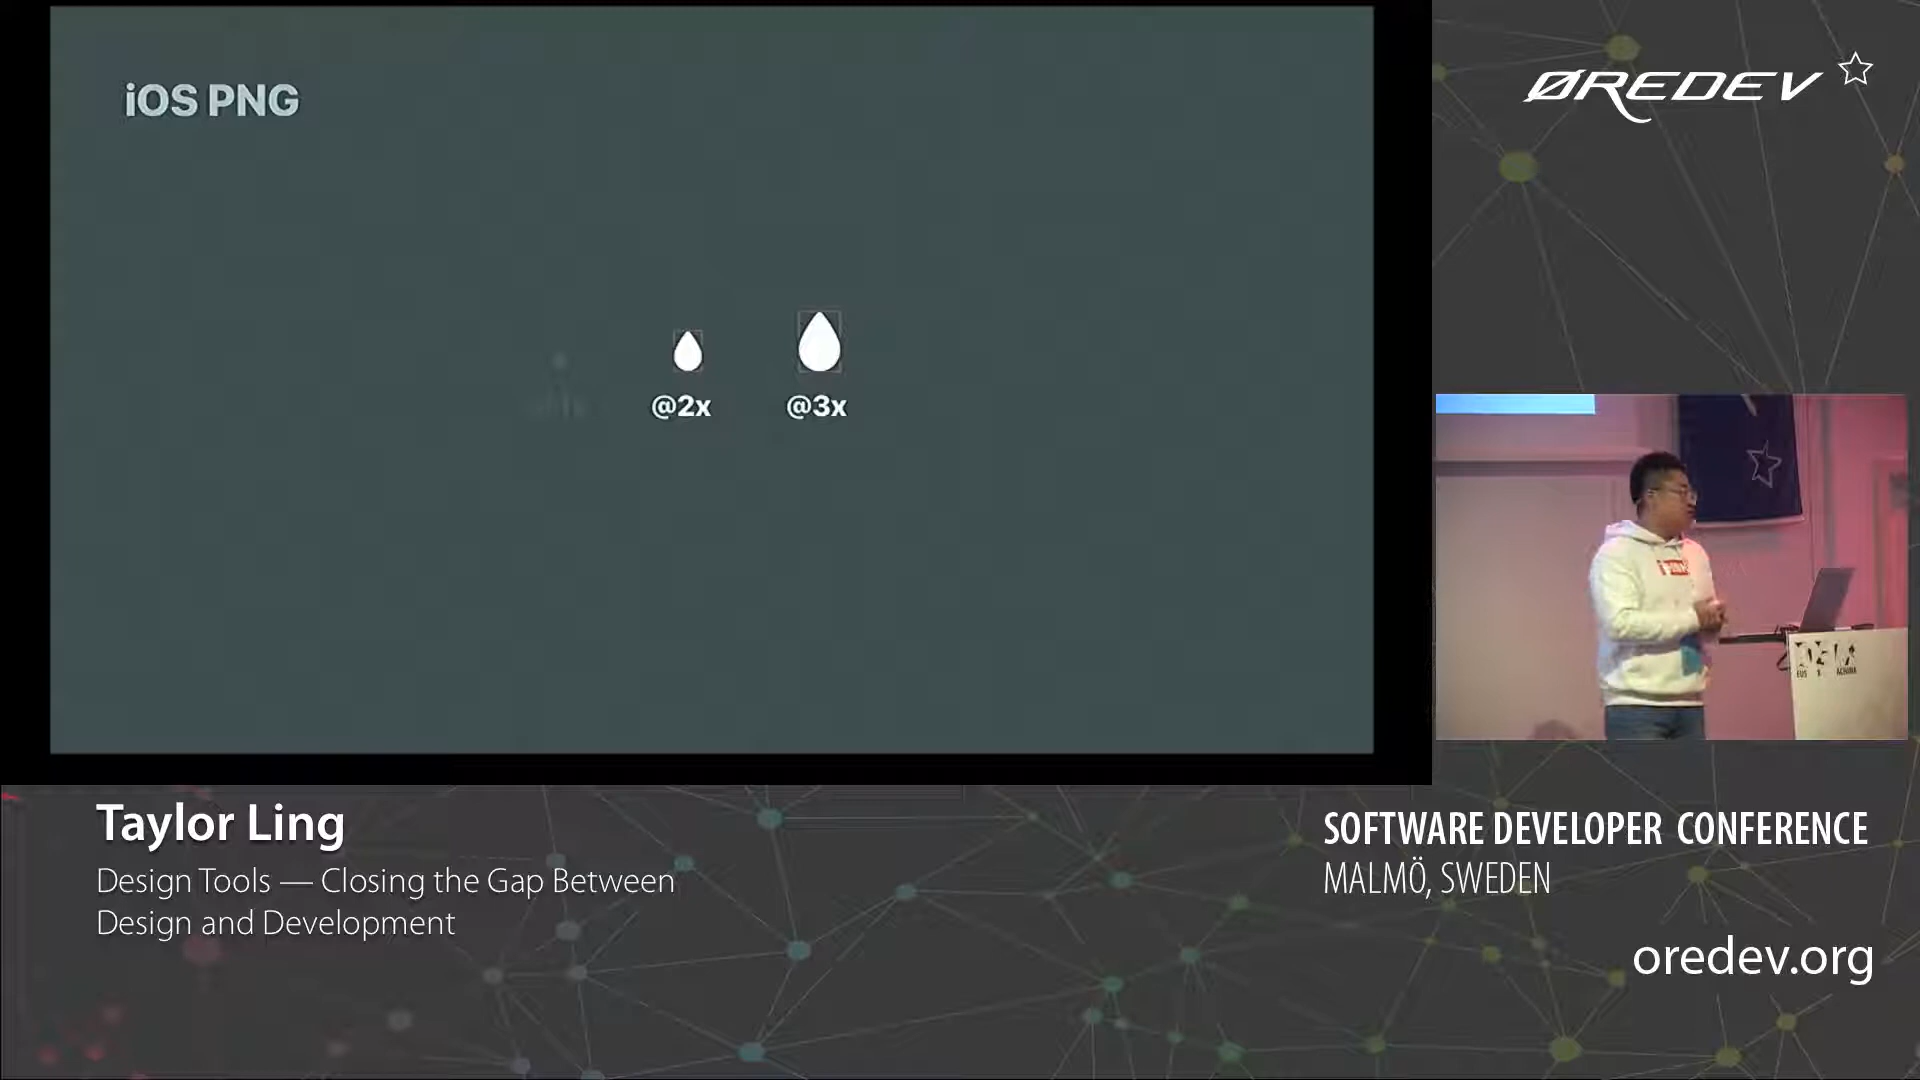 iOS PNG
@2x
@3x
ØREDEV
Taylor Ling
Design Tools — Closing the Gap Between
Design and Development
SOFTWARE DEVELOPER CONFERENCE
MALMÖ, SWEDEN
oredev.org